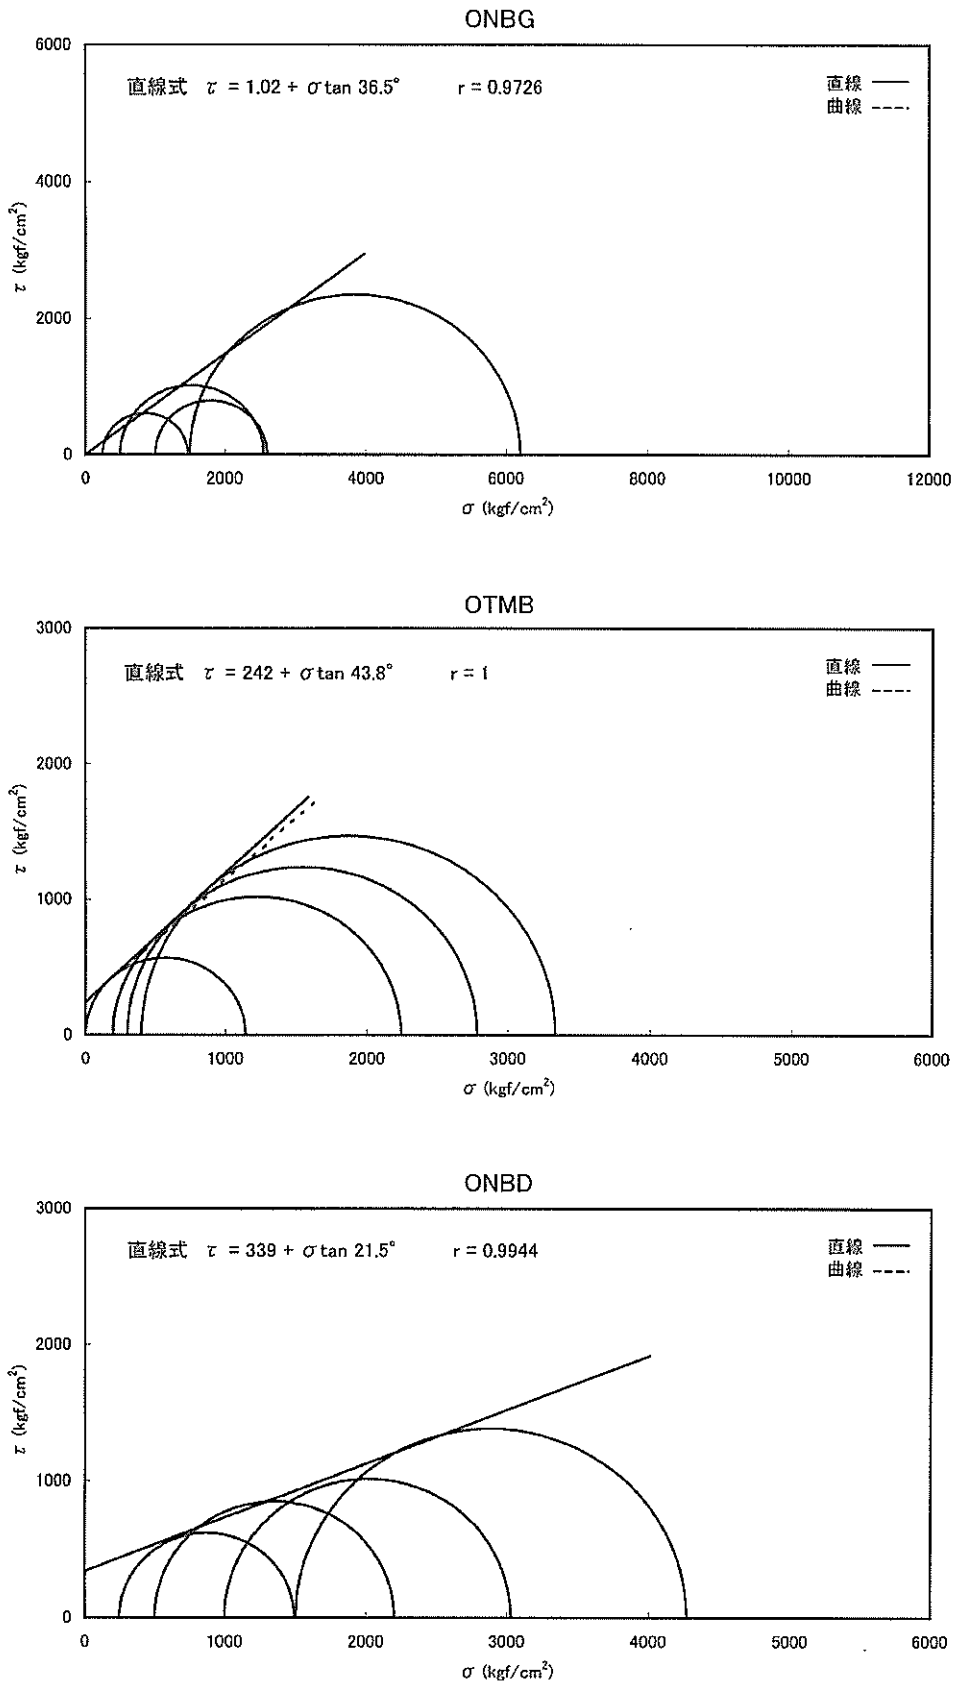 ONBG
6000
直線式 τ = 1.02 + σ tan 36.5° r = 0.9726
直線
曲線
4000
τ (kgf/cm²)
2000
0
0 2000 4000 6000 8000 10000 12000
σ (kgf/cm²)
OTMB
3000
直線式 τ = 242 + σ tan 43.8° r = 1
直線
曲線
2000
τ (kgf/cm²)
1000
0
0 1000 2000 3000 4000 5000 6000
σ (kgf/cm²)
ONBD
3000
直線式 τ = 339 + σ tan 21.5° r = 0.9944
直線
曲線
2000
τ (kgf/cm²)
1000
0
0 1000 2000 3000 4000 5000 6000
σ (kgf/cm²)